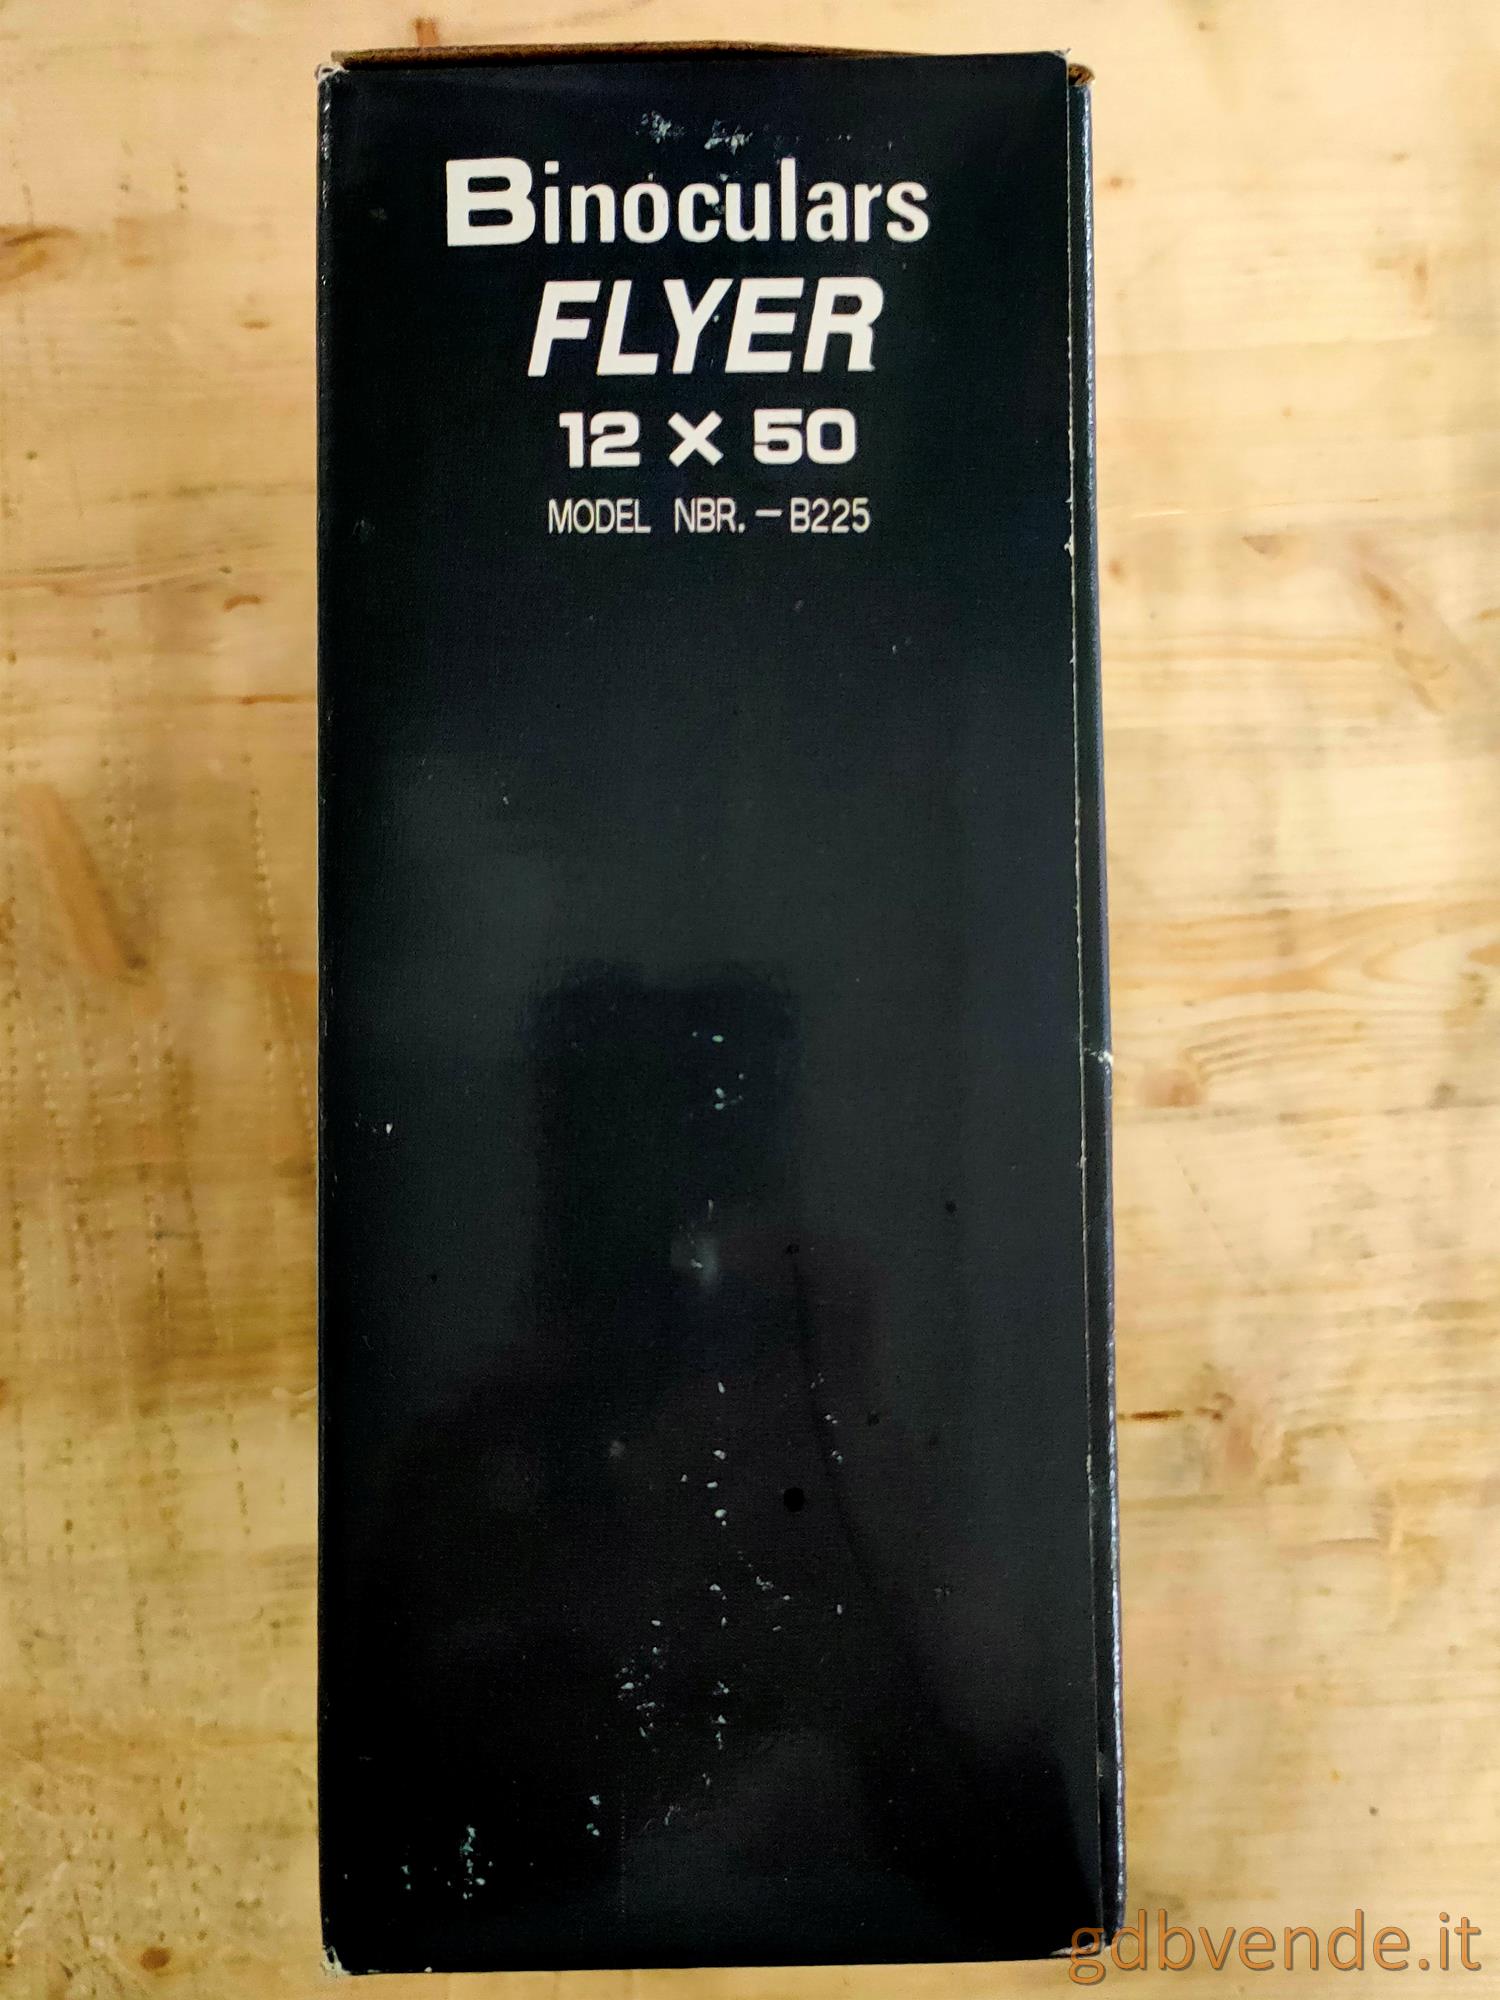 Binoculars
FLYER
12 × 50
MODEL NBR. — B225
gdbvende.it